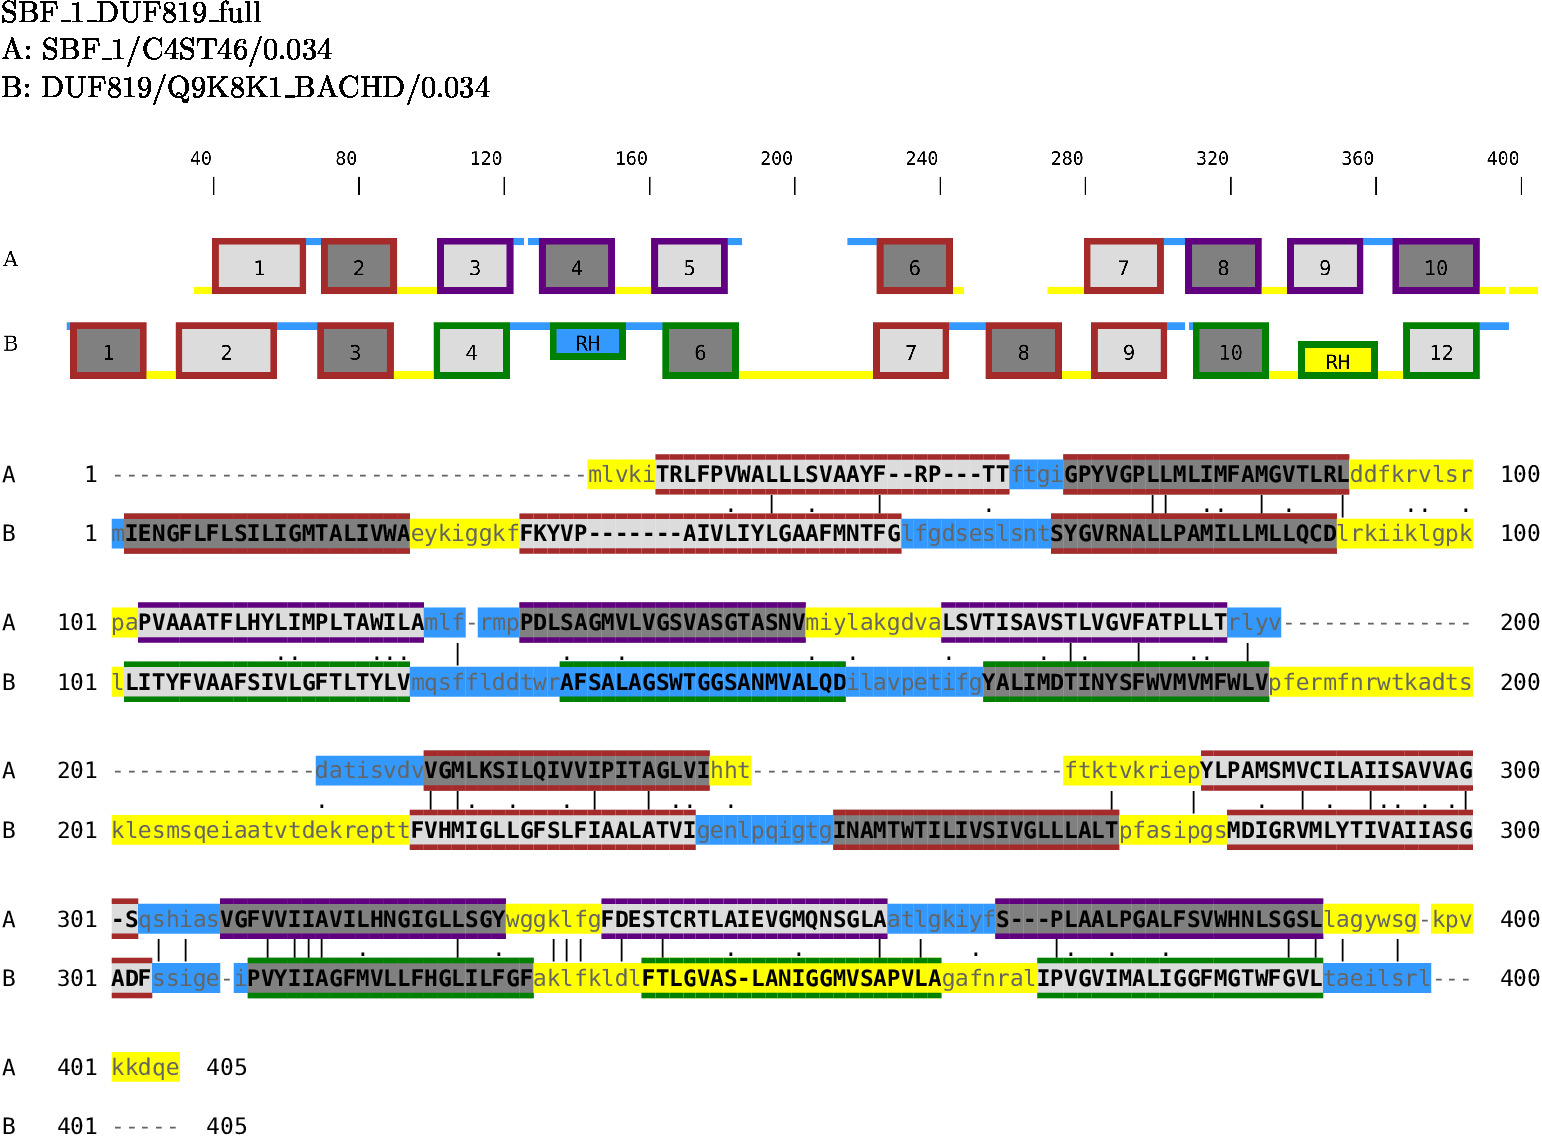 SBF_1_DUF819_full
A: SBF_1/C4ST46/0.034
B: DUF819/Q9K8K1_BACHD/0.034
40 80 120 160 200 240 280 320 360 400
A 1 2 3 4 5 6 7 8 9 10
B 1 2 3 4 RH 6 7 8 9 10 RH 12
A 1 -----------------------------------mlvkiTRLFPVWALLLSVAAYF--RP---TTftgiGPYVGPLLMLIMFAMGVTLRLddfkrvlsr 100
B 1 mIENGFLFLSILIGMTALIVWAeykiggkfFKYVP-------AIVLIYLGAAFMNTFGlfgdseslsntSYGVRNALLPAMILLMLLQCDlrkiiklgpk 100
A 101 paPVAAATFLHYLIMPLTAWILAmlf-rmpPDLSAGMVLVGSVASGTASNVmiylakgdvaLSVTISAVSTLVGVFATPLLTrlyv-------------- 200
B 101 lLITYFVAAFSIVLGFTLTYLVmqsfflddtwrAFSALAGSWTGGSANMVALQDilavpetifgYALIMDTINYSFWVMVMFWLVpfermfnrwtkadts 200
A 201 ---------------datisvdvVGMLKSILQIVVIPITAGLVIhht-----------------------ftktvkriepYLPAMSMVCILAIISAVVAG 300
B 201 klesmsqeiaatvtdekrepttFVHMIGLLGFSLFIAALATVIgenlpqigtgINAMTWTILIVSIVGLLLALTpfasipgsMDIGRVMLYTIVAIIASG 300
A 301 -SqshiasVGFVVIIAVILHNGIGLLSGYwggklfgFDESTCRTLAIEVGMQNSGLAatlgkiyfS---PLAALPGALFSVWHNLSGSLlagywsg-kpv 400
B 301 ADFssige-iPVYIIAGFMVLLFHGLILFGFaklfkldlFTLGVAS-LANIGGMVSAPVLAgafnralIPVGVIMALIGGFMGTWFGVLtaeilsrl--- 400
A 401 kkdqe 405
B 401 ----- 405